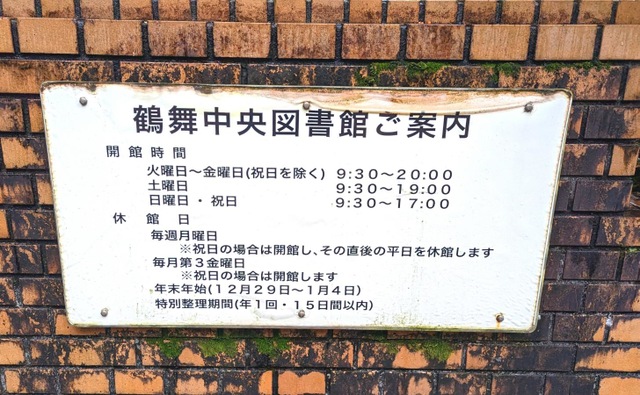 鶴舞中央図書館ご案内
開館時間
火曜日～金曜日(祝日を除く) 9:30～20:00
土曜日 9:30～19:00
日曜日・祝日 9:30～17:00
休館日
毎週月曜日
※祝日の場合は開館し、その直後の平日を休館します
毎月第3金曜日
※祝日の場合は開館します
年末年始(12月29日～1月4日)
特別整理期間(年1回・15日間以内)